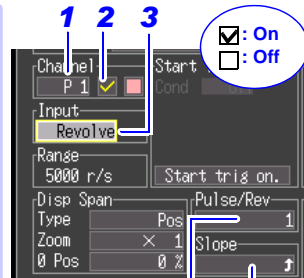 1 2 3
: On
: Off
Channel Start
P 1 Cond
Input
Revolve
Range
5000 r/s Start trig on.
Disp Span Pulse/Rev
Type Pos 1
Zoom × 1 Slope
0 Pos 0 %